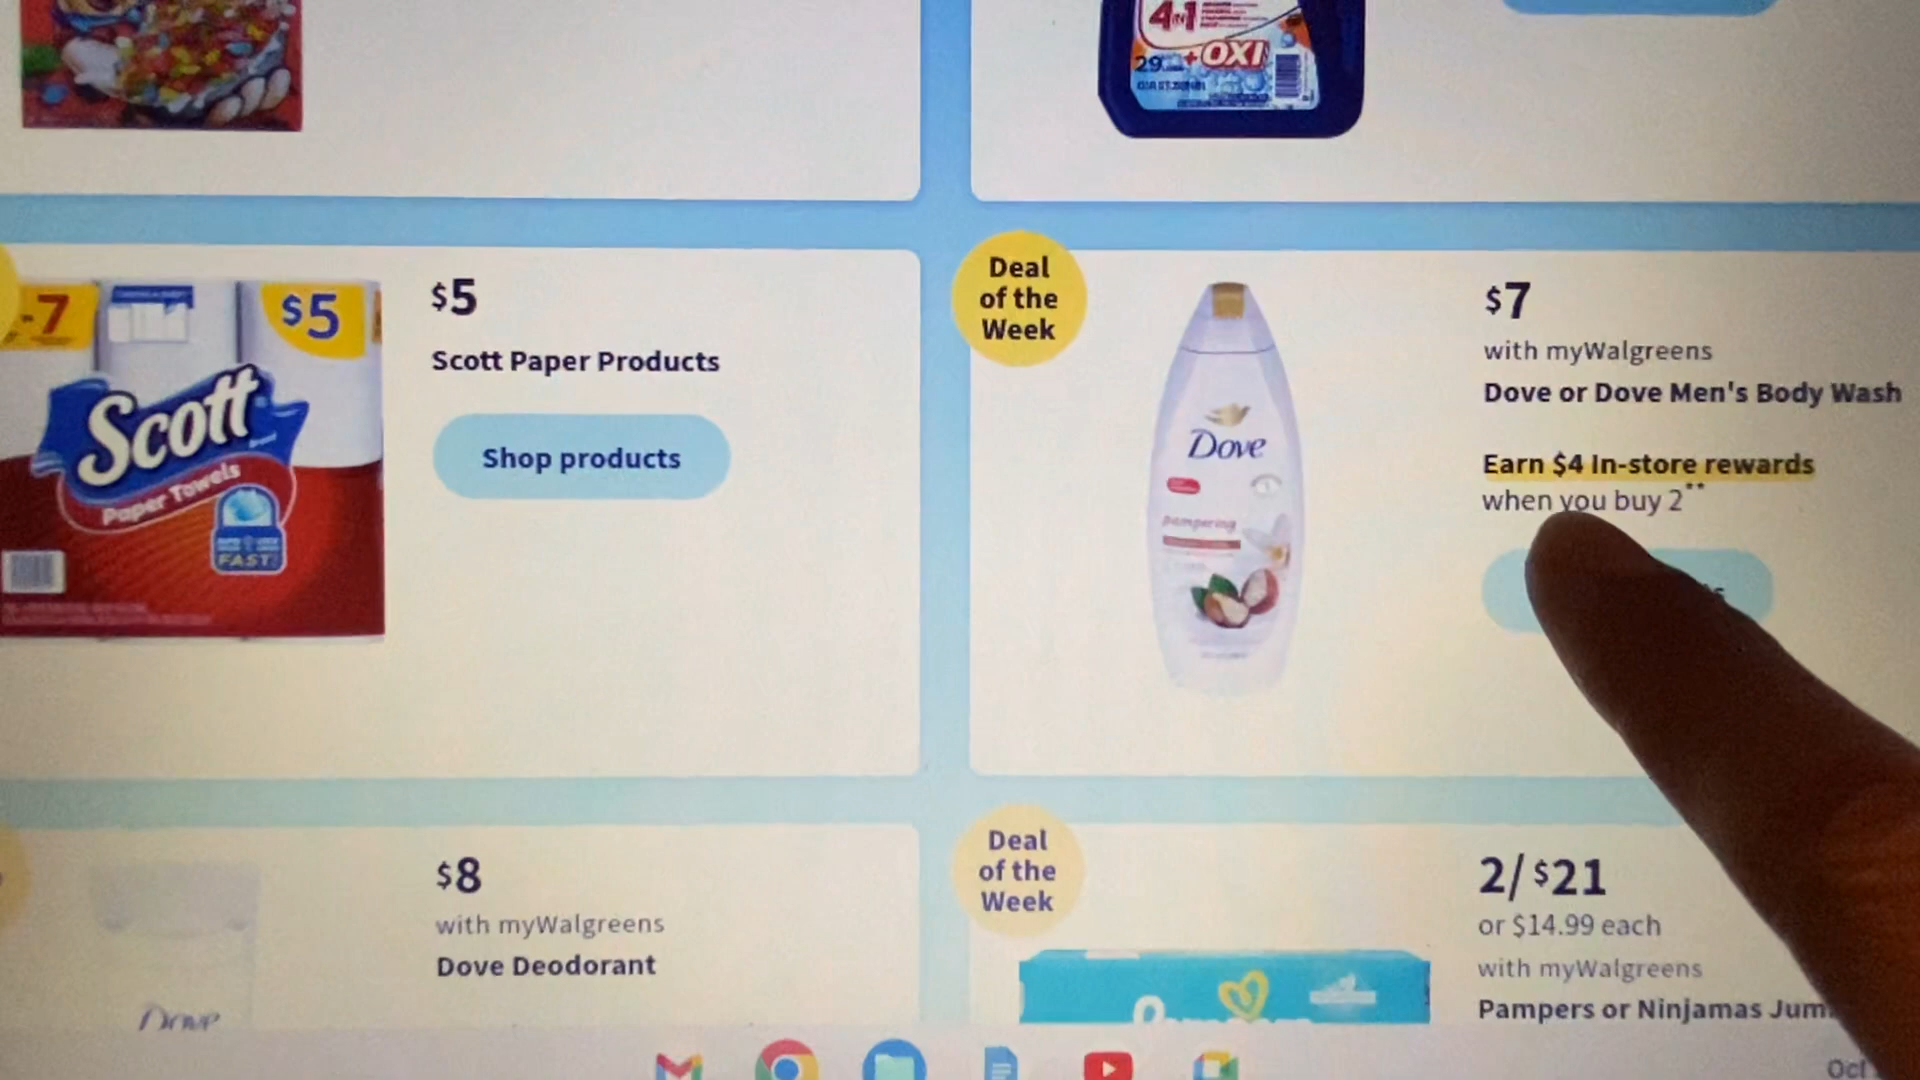 4in1
+OXI
29
-7
$5
Scott
Paper Towels
FAST
$5
Scott Paper Products
Shop products
Deal
of the
Week
Dove
pampering
$7
with myWalgreens
Dove or Dove Men's Body Wash
Earn $4 In-store rewards
when you buy 2**
Dove
$8
with myWalgreens
Dove Deodorant
Deal
of the
Week
2/$21
or $14.99 each
with myWalgreens
Pampers or Ninjamas Jum
Oct